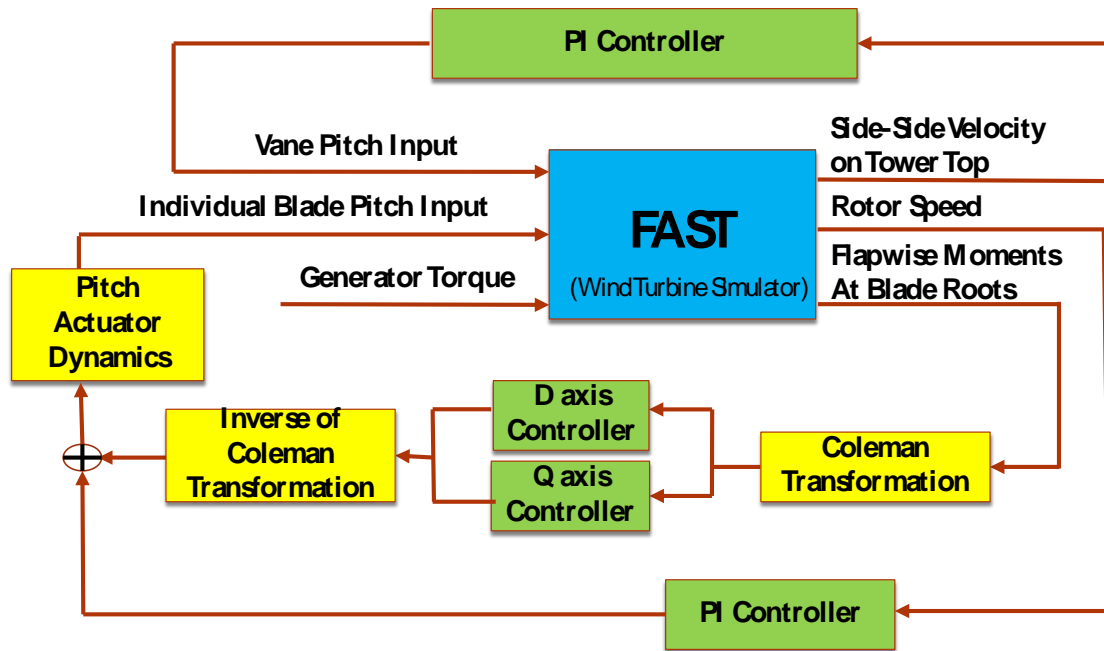 PI Controller
Side-Side Velocity
on Tower Top
Vane Pitch Input
Individual Blade Pitch Input
Rotor Speed
FAST
(Wind Turbine Simulator)
Flapwise Moments
At Blade Roots
Generator Torque
Pitch
Actuator
Dynamics
D axis
Controller
Inverse of
Coleman
Transformation
Coleman
Transformation
Q axis
Controller
PI Controller